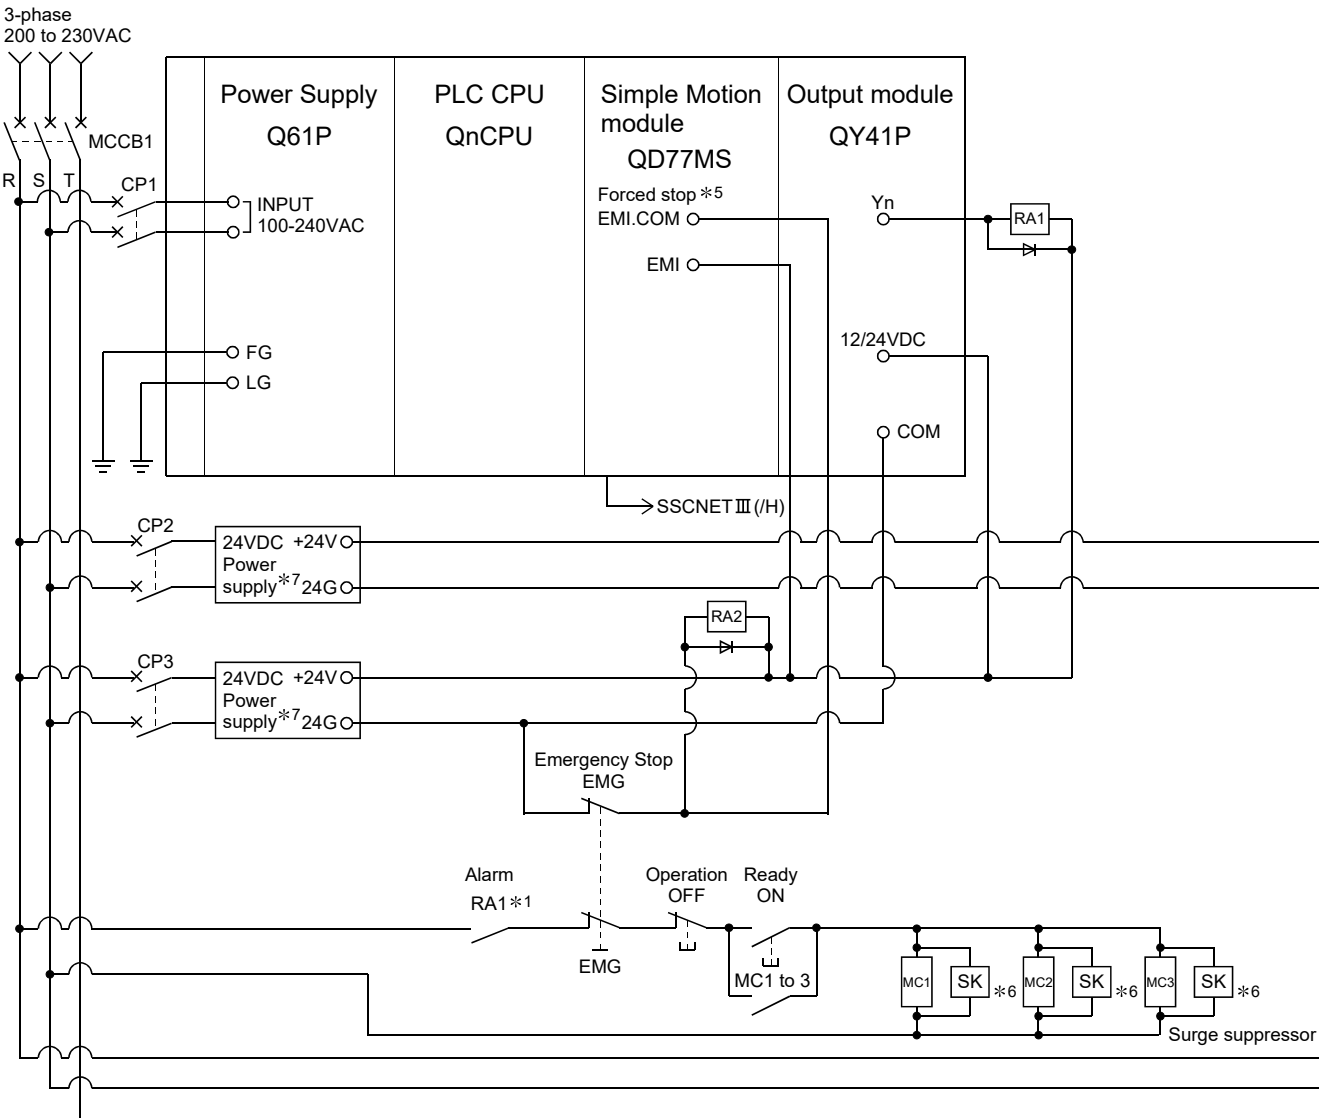 3-phase
200 to 230VAC
MCCB1
R S T
CP1
Power Supply
Q61P
INPUT
100-240VAC
FG
LG
PLC CPU
QnCPU
Simple Motion
module
QD77MS
Forced stop *5
EMI.COM
EMI
Output module
QY41P
Yn
12/24VDC
COM
RA1
SSCNETⅢ(/H)
CP2
24VDC +24V
Power
supply*7 24G
RA2
CP3
24VDC +24V
Power
supply*7 24G
Emergency Stop
EMG
Alarm
RA1*1
EMG
Operation
OFF
Ready
ON
MC1 to 3
MC1
SK
*6
MC2
SK
*6
MC3
SK
*6
Surge suppressor